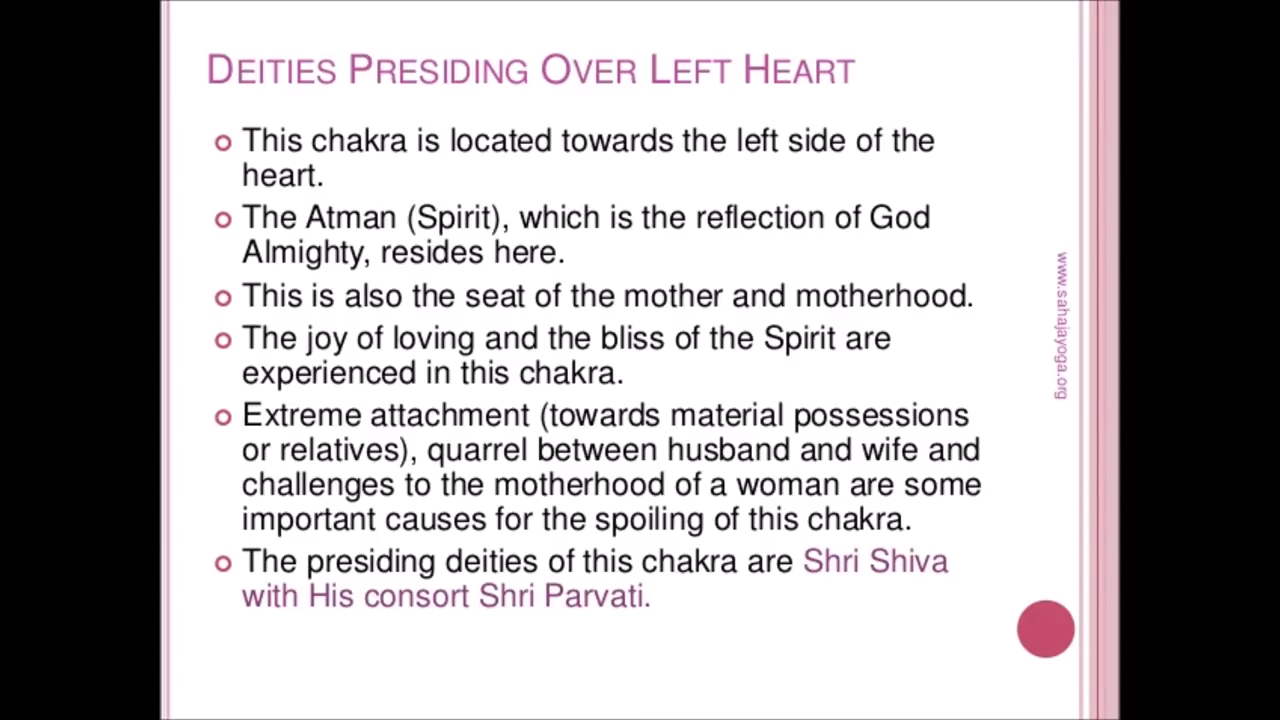 DEITIES PRESIDING OVER LEFT HEART
This chakra is located towards the left side of the
heart.
The Atman (Spirit), which is the reflection of God
Almighty, resides here.
This is also the seat of the mother and motherhood.
The joy of loving and the bliss of the Spirit are
experienced in this chakra.
Extreme attachment (towards material possessions
or relatives), quarrel between husband and wife and
challenges to the motherhood of a woman are some
important causes for the spoiling of this chakra.
The presiding deities of this chakra are Shri Shiva
with His consort Shri Parvati.
www.sahajayoga.org